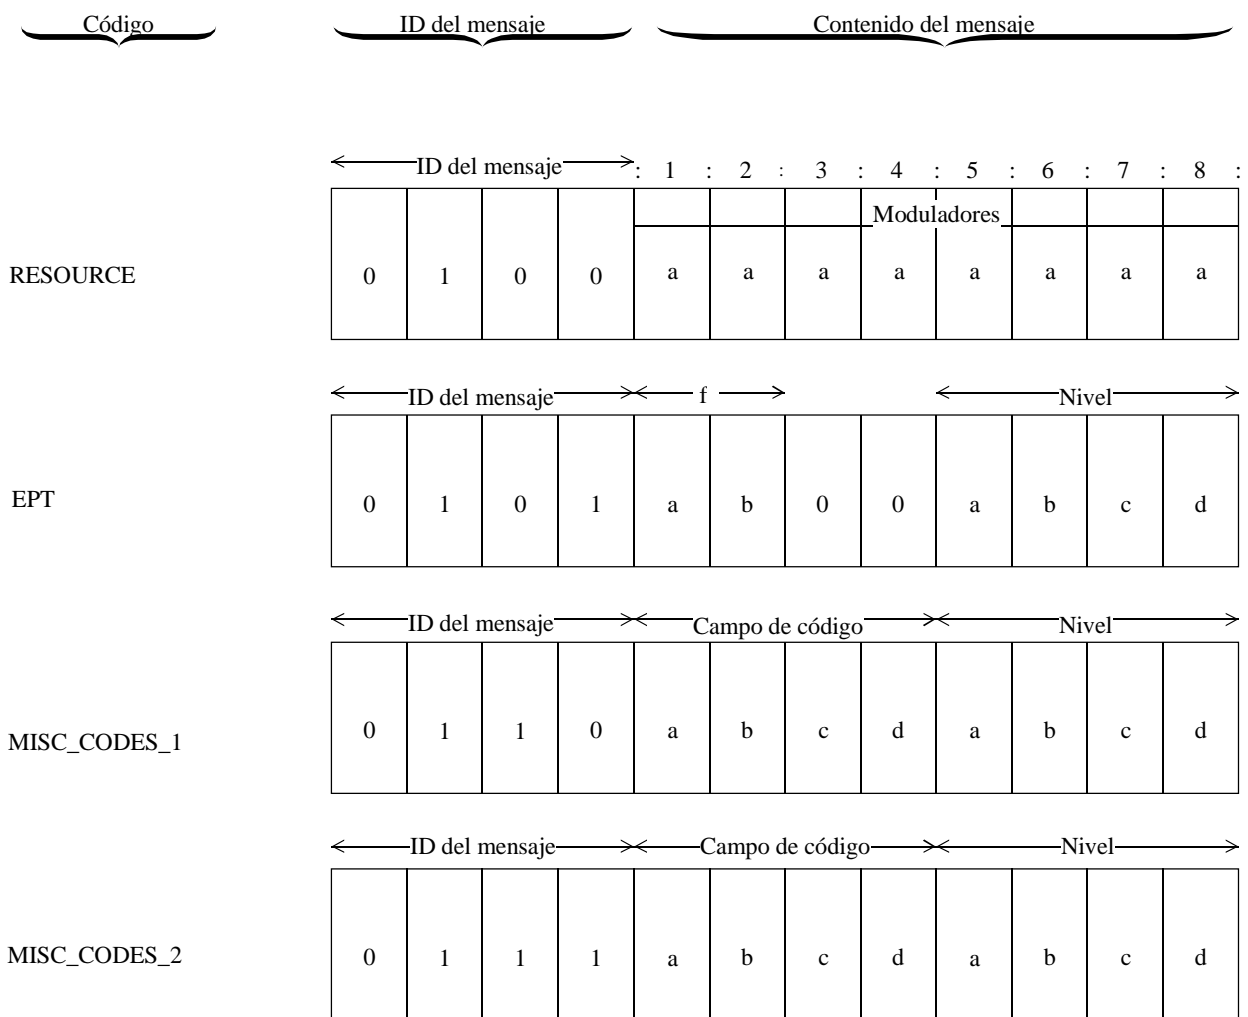 Código ID del mensaje Contenido del mensaje
ID del mensaje : 1 : 2 : 3 : 4 : 5 : 6 : 7 : 8 :
Moduladores
RESOURCE 0 1 0 0 a a a a a a a a
ID del mensaje f Nivel
EPT 0 1 0 1 a b 0 0 a b c d
ID del mensaje Campo de código Nivel
MISC_CODES_1 0 1 1 0 a b c d a b c d
ID del mensaje Campo de código Nivel
MISC_CODES_2 0 1 1 1 a b c d a b c d